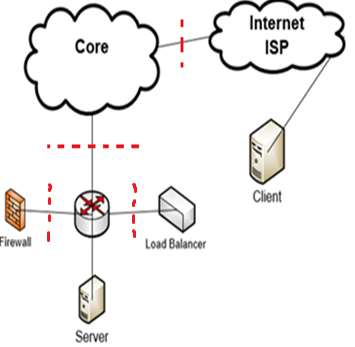 Core
Internet
ISP
Client
Firewall
Load Balancer
Server